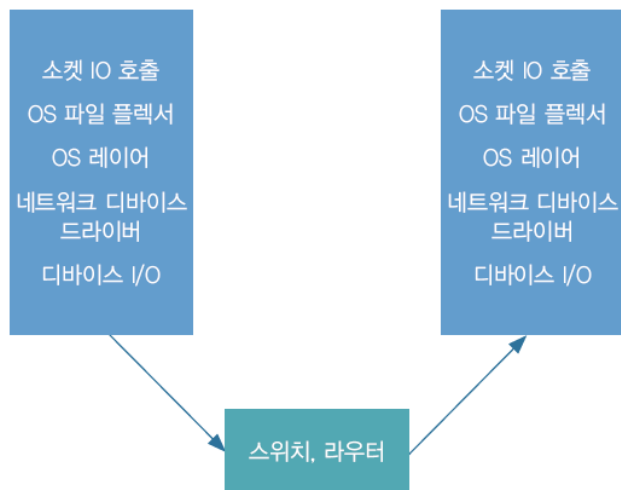 소켓 IO 호출
OS 파일 플렉서
OS 레이어
네트워크 디바이스
드라이버
디바이스 I/O
소켓 IO 호출
OS 파일 플렉서
OS 레이어
네트워크 디바이스
드라이버
디바이스 I/O
스위치, 라우터